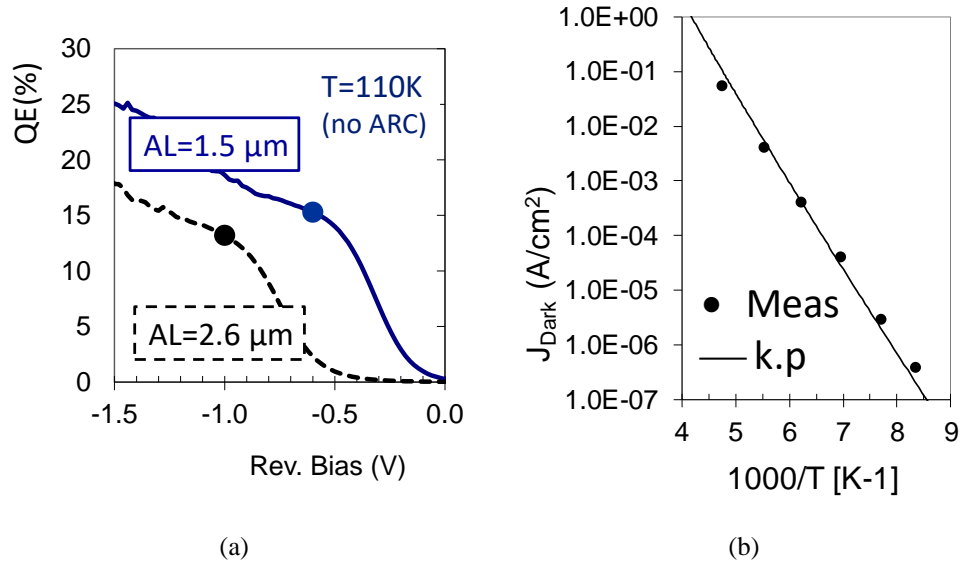 30
25
20
15
10
5
0
QE(%)
T=110K
(no ARC)
AL=1.5 µm
AL=2.6 µm
-1.5
-1.0
-0.5
0.0
Rev. Bias (V)
(a)
1.0E+00
1.0E-01
1.0E-02
1.0E-03
1.0E-04
1.0E-05
1.0E-06
1.0E-07
J_Dark (A/cm²)
Meas
k.p
4 5 6 7 8 9
1000/T [K-1]
(b)